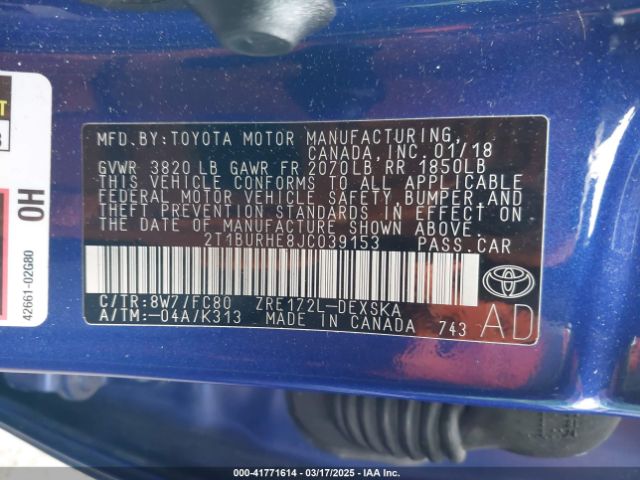 MFD.BY:TOYOTA MOTOR MANUFACTURING,
CANADA,INC. 01/18
GVWR 3820 LB GAWR FR 2070LB RR 1850LB
THIS VEHICLE CONFORMS TO ALL APPLICABLE
FEDERAL MOTOR VEHICLE SAFETY,BUMPER,AND
THEFT PREVENTION STANDARDS IN EFFECT ON
THE DATE OF MANUFACTURE SHOWN ABOVE.
2T1BURHE8JC039153 PASS.CAR
C/TR:8W7/FC80 ZRE172L-DEXSKA
A/TM:-04A/K313 MADE IN CANADA 743
AD
OH
42661-02G80
000-41771614 - 03/17/2025 - IAA Inc.